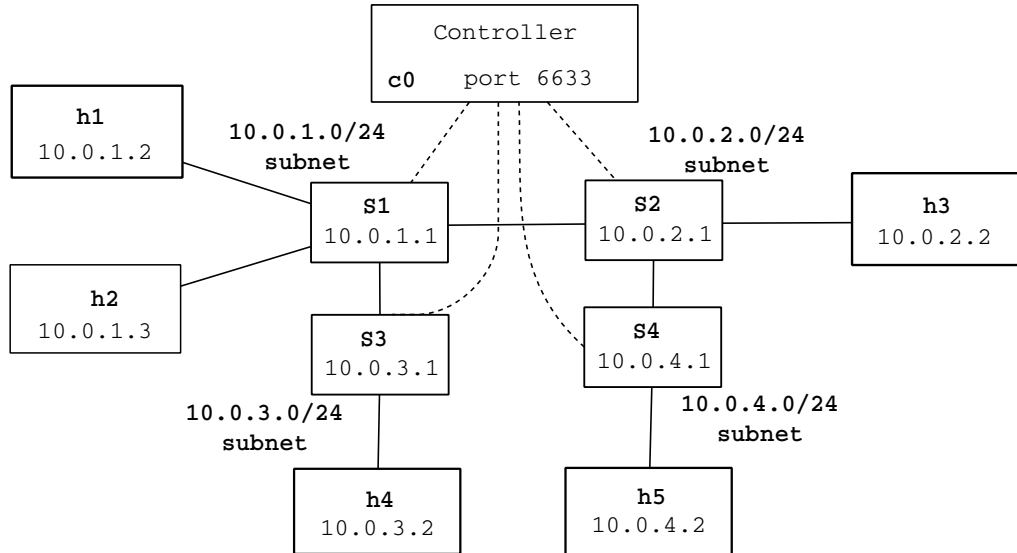 Controller
c0 port 6633
h1
10.0.1.2
10.0.1.0/24
subnet
10.0.2.0/24
subnet
S1
10.0.1.1
S2
10.0.2.1
h3
10.0.2.2
h2
10.0.1.3
S3
10.0.3.1
S4
10.0.4.1
10.0.3.0/24
subnet
10.0.4.0/24
subnet
h4
10.0.3.2
h5
10.0.4.2